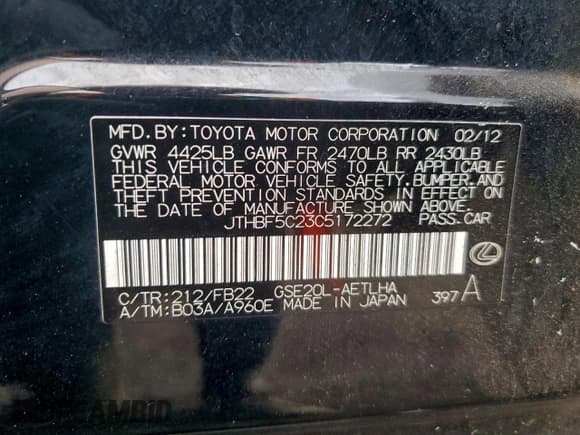 MFD. BY: TOYOTA MOTOR CORPORATION 02/12
GVWR 4425LB GAWR FR 2470LB RR 2430LB
THIS VEHICLE CONFORMS TO ALL APPLICABLE
FEDERAL MOTOR VEHICLE SAFETY, BUMPER, AND
THEFT PREVENTION STANDARDS IN EFFECT ON
THE DATE OF MANUFACTURE SHOWN ABOVE.
JTHBF5C23C5172272 PASS. CAR
C/TR: 212/FB22 GSE20L-AETLHA
A/TM: B03A/A960E MADE IN JAPAN 397 A